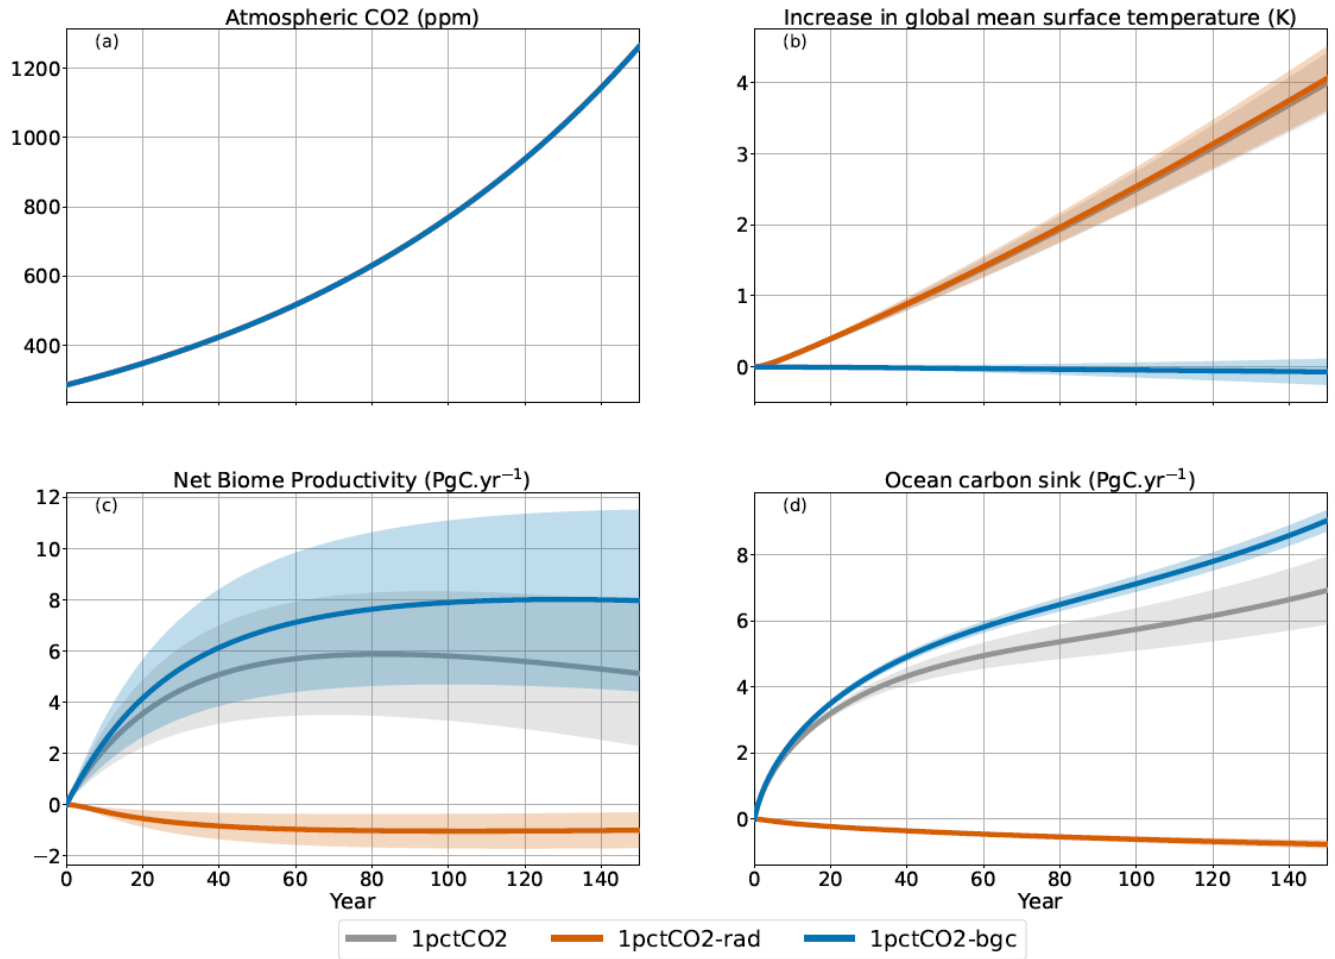 Atmospheric CO2 (ppm)
(a)
1200
1000
800
600
400
Increase in global mean surface temperature (K)
(b)
4
3
2
1
0
Net Biome Productivity (PgC.yr⁻¹)
(c)
12
10
8
6
4
2
0
−2
0 20 40 60 80 100 120 140
Year
Ocean carbon sink (PgC.yr⁻¹)
(d)
8
6
4
2
0
0 20 40 60 80 100 120 140
Year
1pctCO2 1pctCO2-rad 1pctCO2-bgc